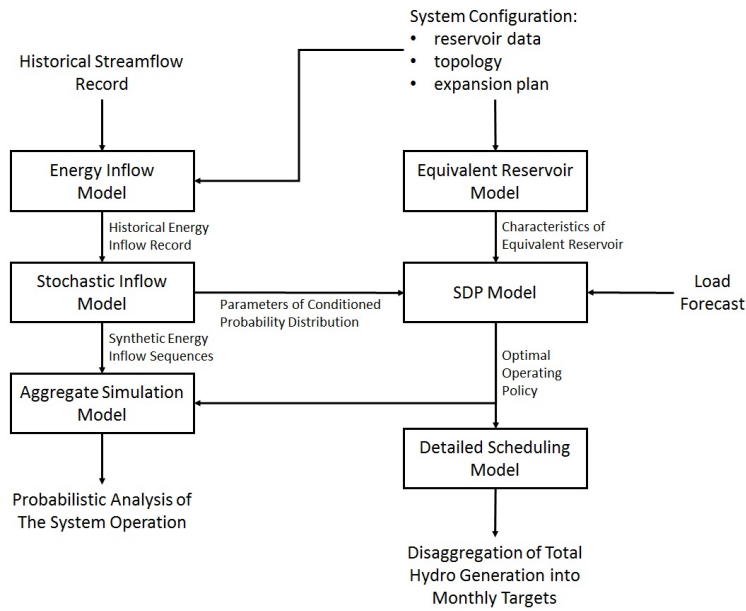 System Configuration:
• reservoir data
• topology
• expansion plan
Historical Streamflow
Record
Energy Inflow
Model
Equivalent Reservoir
Model
Historical Energy
Inflow Record
Characteristics of
Equivalent Reservoir
Stochastic Inflow
Model
Parameters of Conditioned
Probability Distribution
SDP Model
Load
Forecast
Synthetic Energy
Inflow Sequences
Optimal
Operating
Policy
Aggregate Simulation
Model
Detailed Scheduling
Model
Probabilistic Analysis of
The System Operation
Disaggregation of Total
Hydro Generation into
Monthly Targets